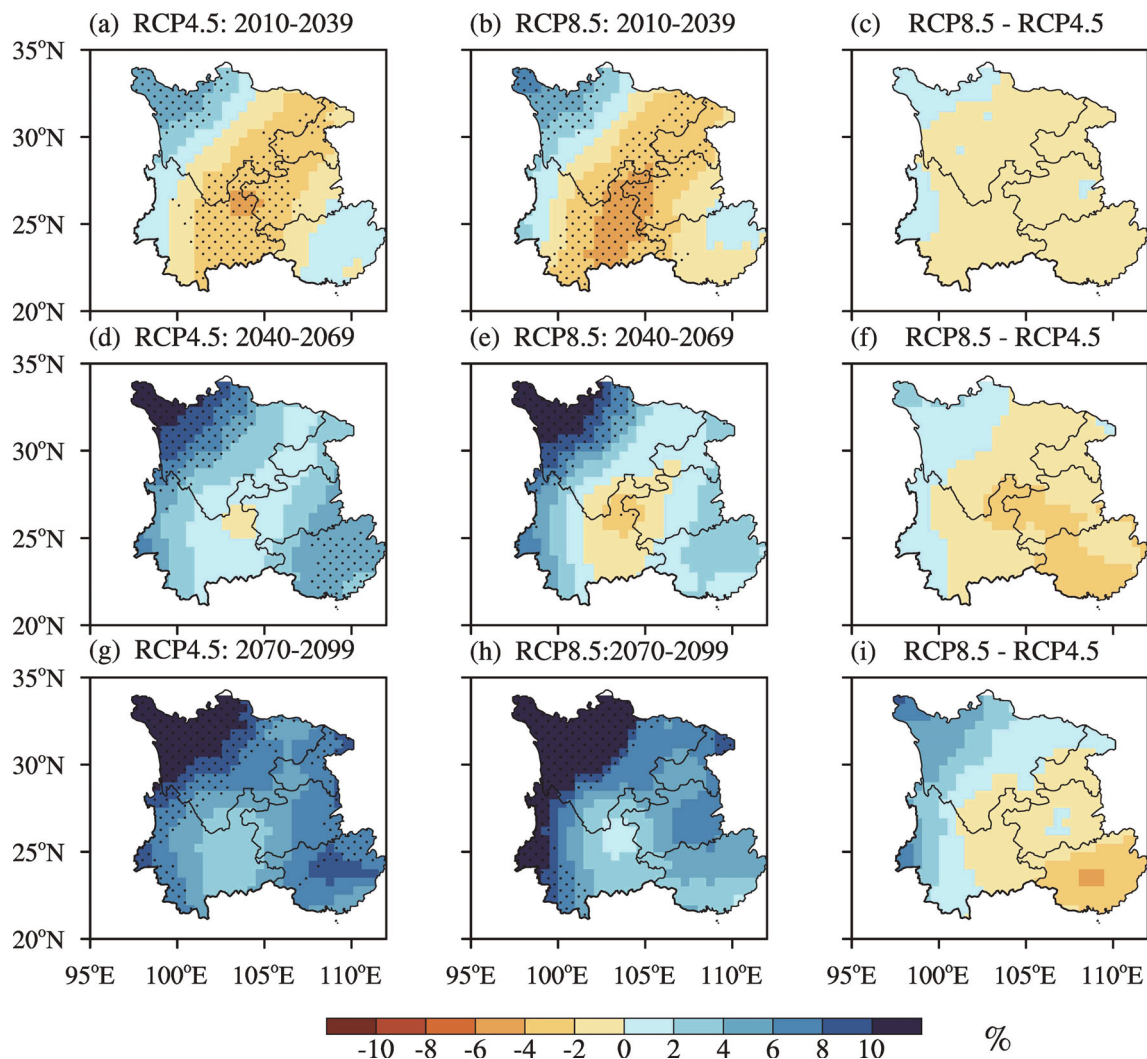 (a) RCP4.5: 2010-2039
(b) RCP8.5: 2010-2039
(c) RCP8.5 - RCP4.5
35°N
30°N
25°N
20°N
(d) RCP4.5: 2040-2069
(e) RCP8.5: 2040-2069
(f) RCP8.5 - RCP4.5
35°N
30°N
25°N
20°N
(g) RCP4.5: 2070-2099
(h) RCP8.5:2070-2099
(i) RCP8.5 - RCP4.5
35°N
30°N
25°N
20°N
95°E 100°E 105°E 110°E
95°E 100°E 105°E 110°E
95°E 100°E 105°E 110°E
-10 -8 -6 -4 -2 0 2 4 6 8 10 %